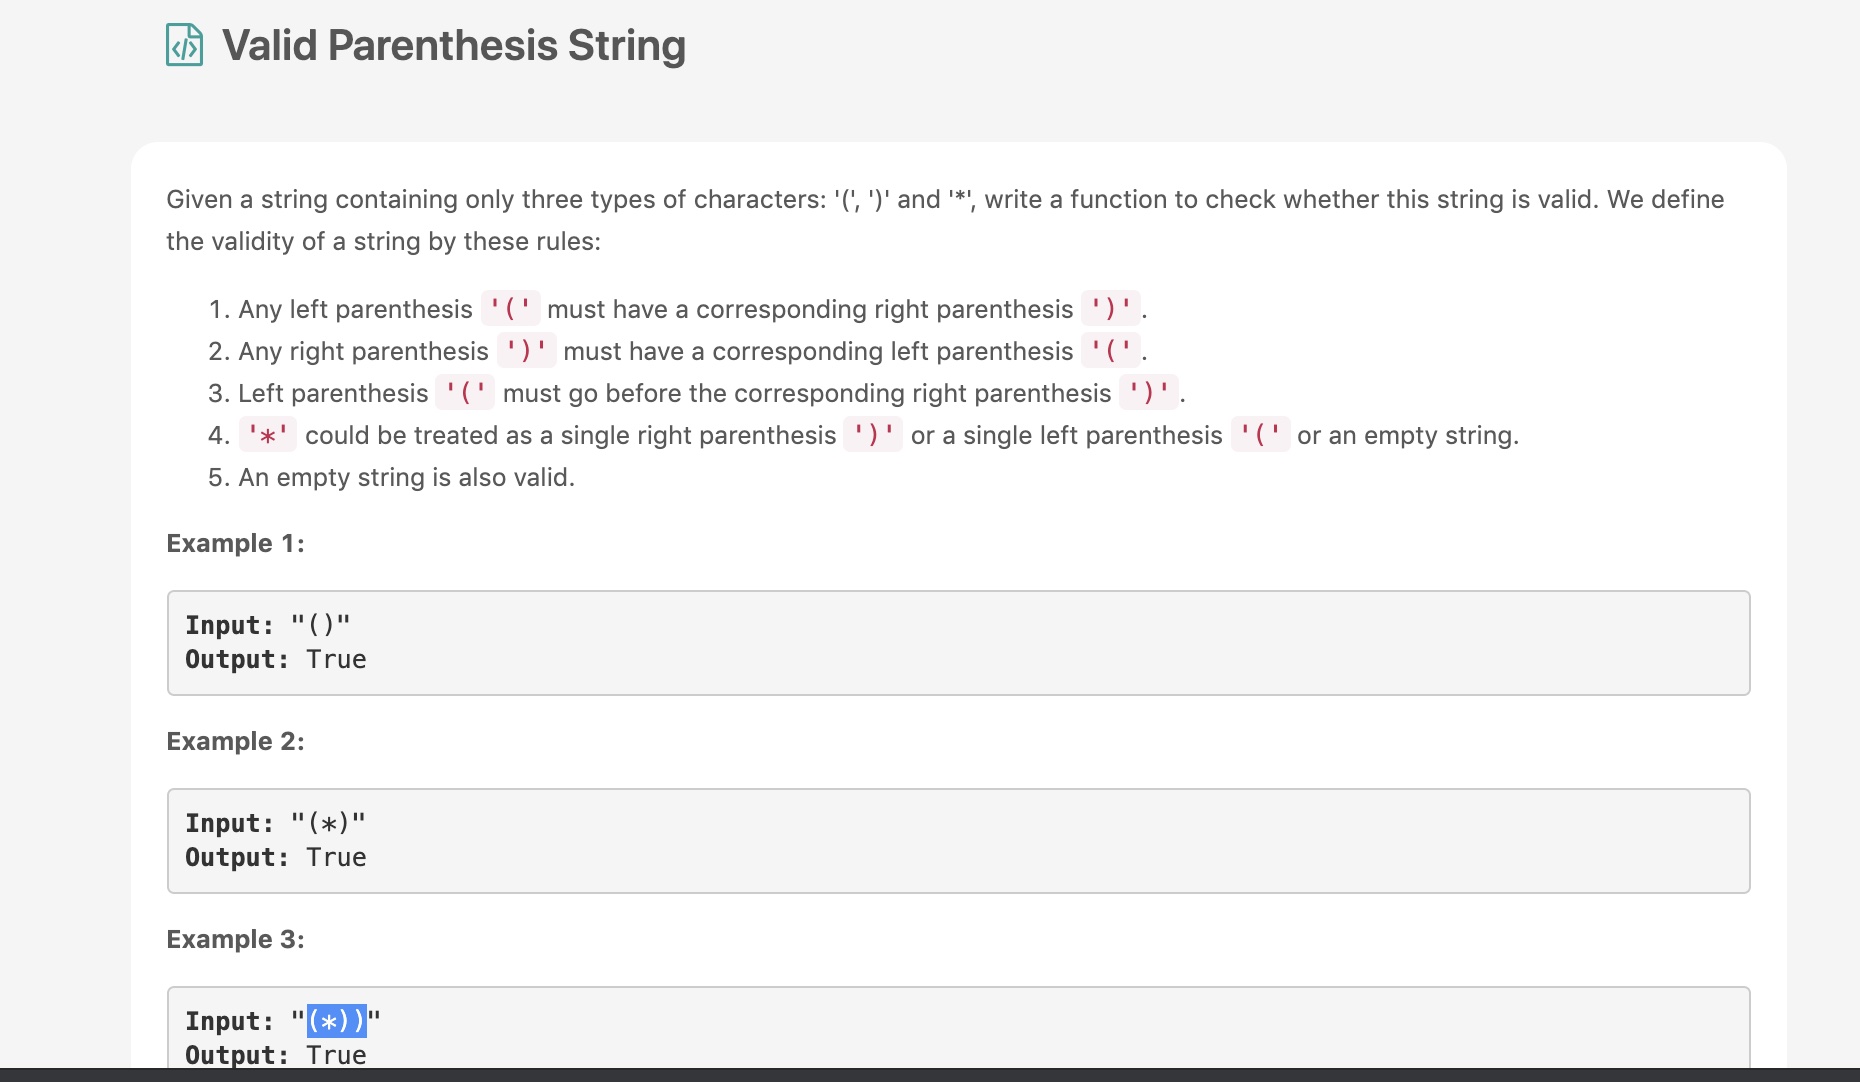 Valid Parenthesis String
Given a string containing only three types of characters: '(', ')' and '*', write a function to check whether this string is valid. We define
the validity of a string by these rules:
1. Any left parenthesis '(' must have a corresponding right parenthesis ')'.
2. Any right parenthesis ')' must have a corresponding left parenthesis '('.
3. Left parenthesis '(' must go before the corresponding right parenthesis ')'.
4. '*' could be treated as a single right parenthesis ')' or a single left parenthesis '(' or an empty string.
5. An empty string is also valid.
Example 1:
Input: "()"
Output: True
Example 2:
Input: "(*)"
Output: True
Example 3:
Input: "(*))"
Output: True